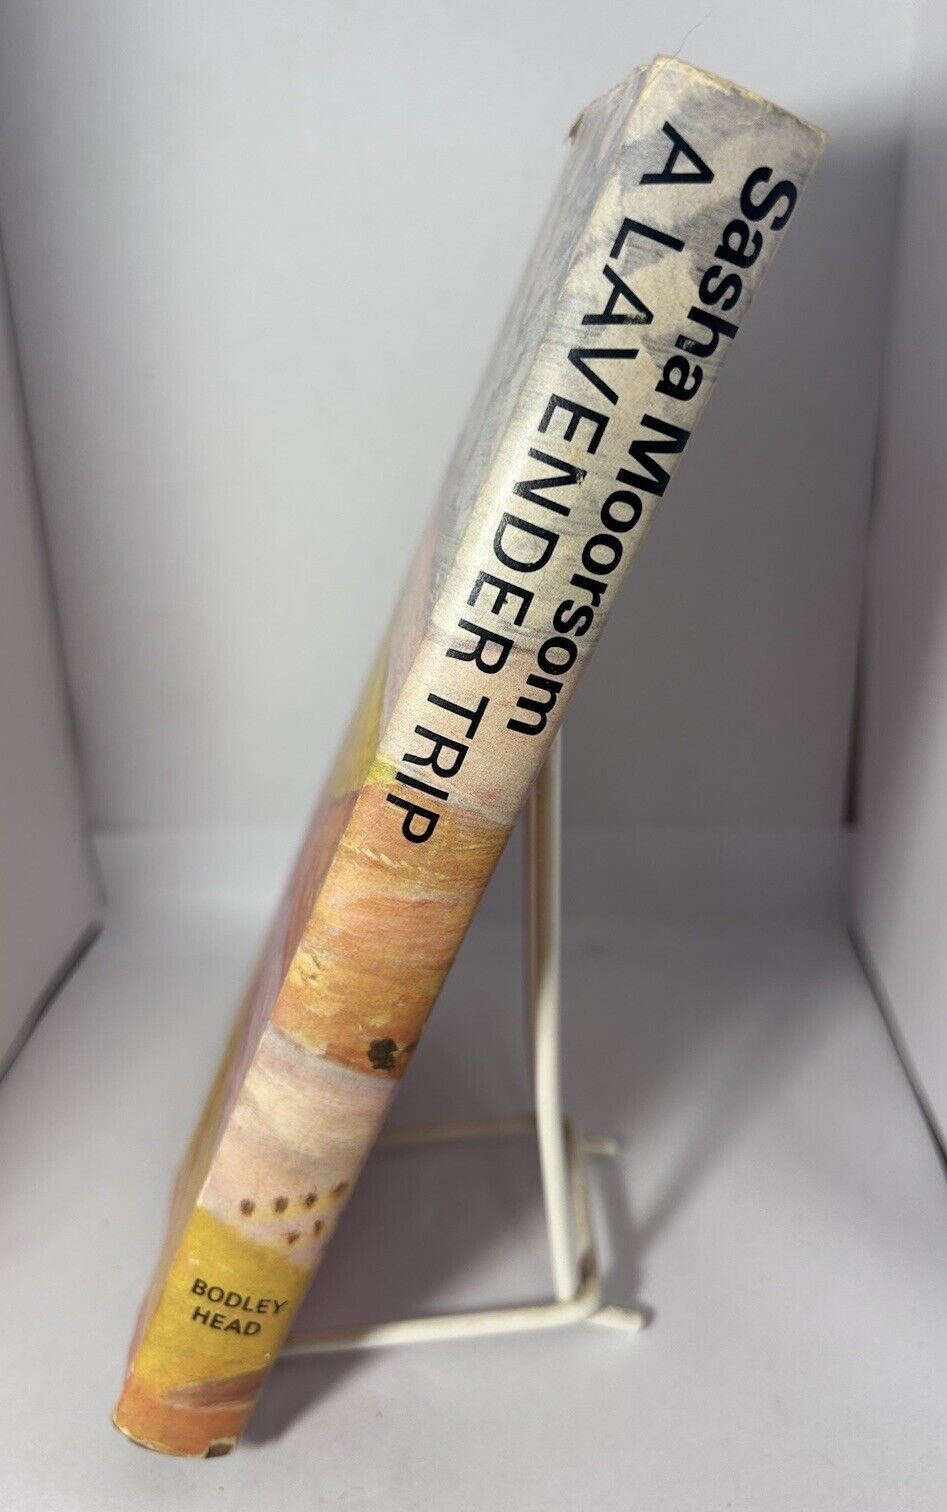 Sasha Moorsom
A LAVENDER TRIP
BODLEY
HEAD